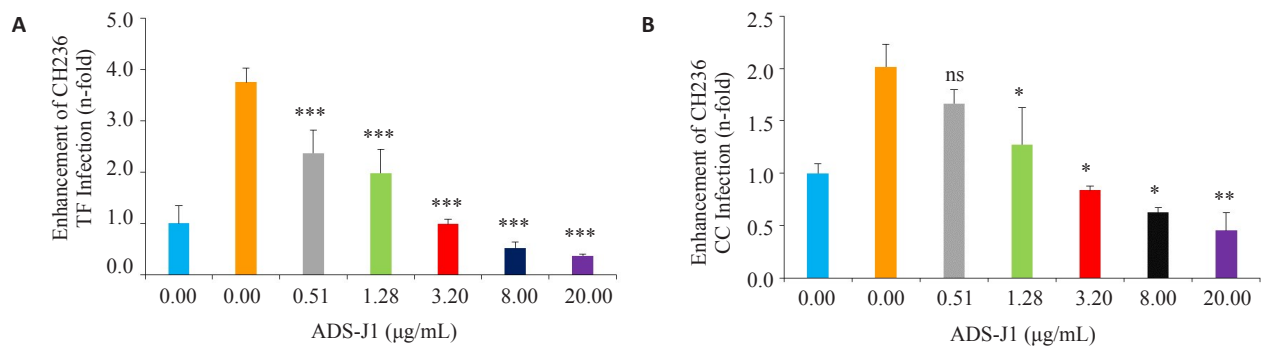 A
Enhancement of CH236
TF Infection (n-fold)
5.0
4.0
3.0
2.0
1.0
0.0
***
***
***
***
***
0.00 0.00 0.51 1.28 3.20 8.00 20.00
ADS-J1 (μg/mL)
B
Enhancement of CH236
CC Infection (n-fold)
2.5
2.0
1.5
1.0
0.5
0.0
ns
*
*
*
**
0.00 0.00 0.51 1.28 3.20 8.00 20.00
ADS-J1 (μg/mL)